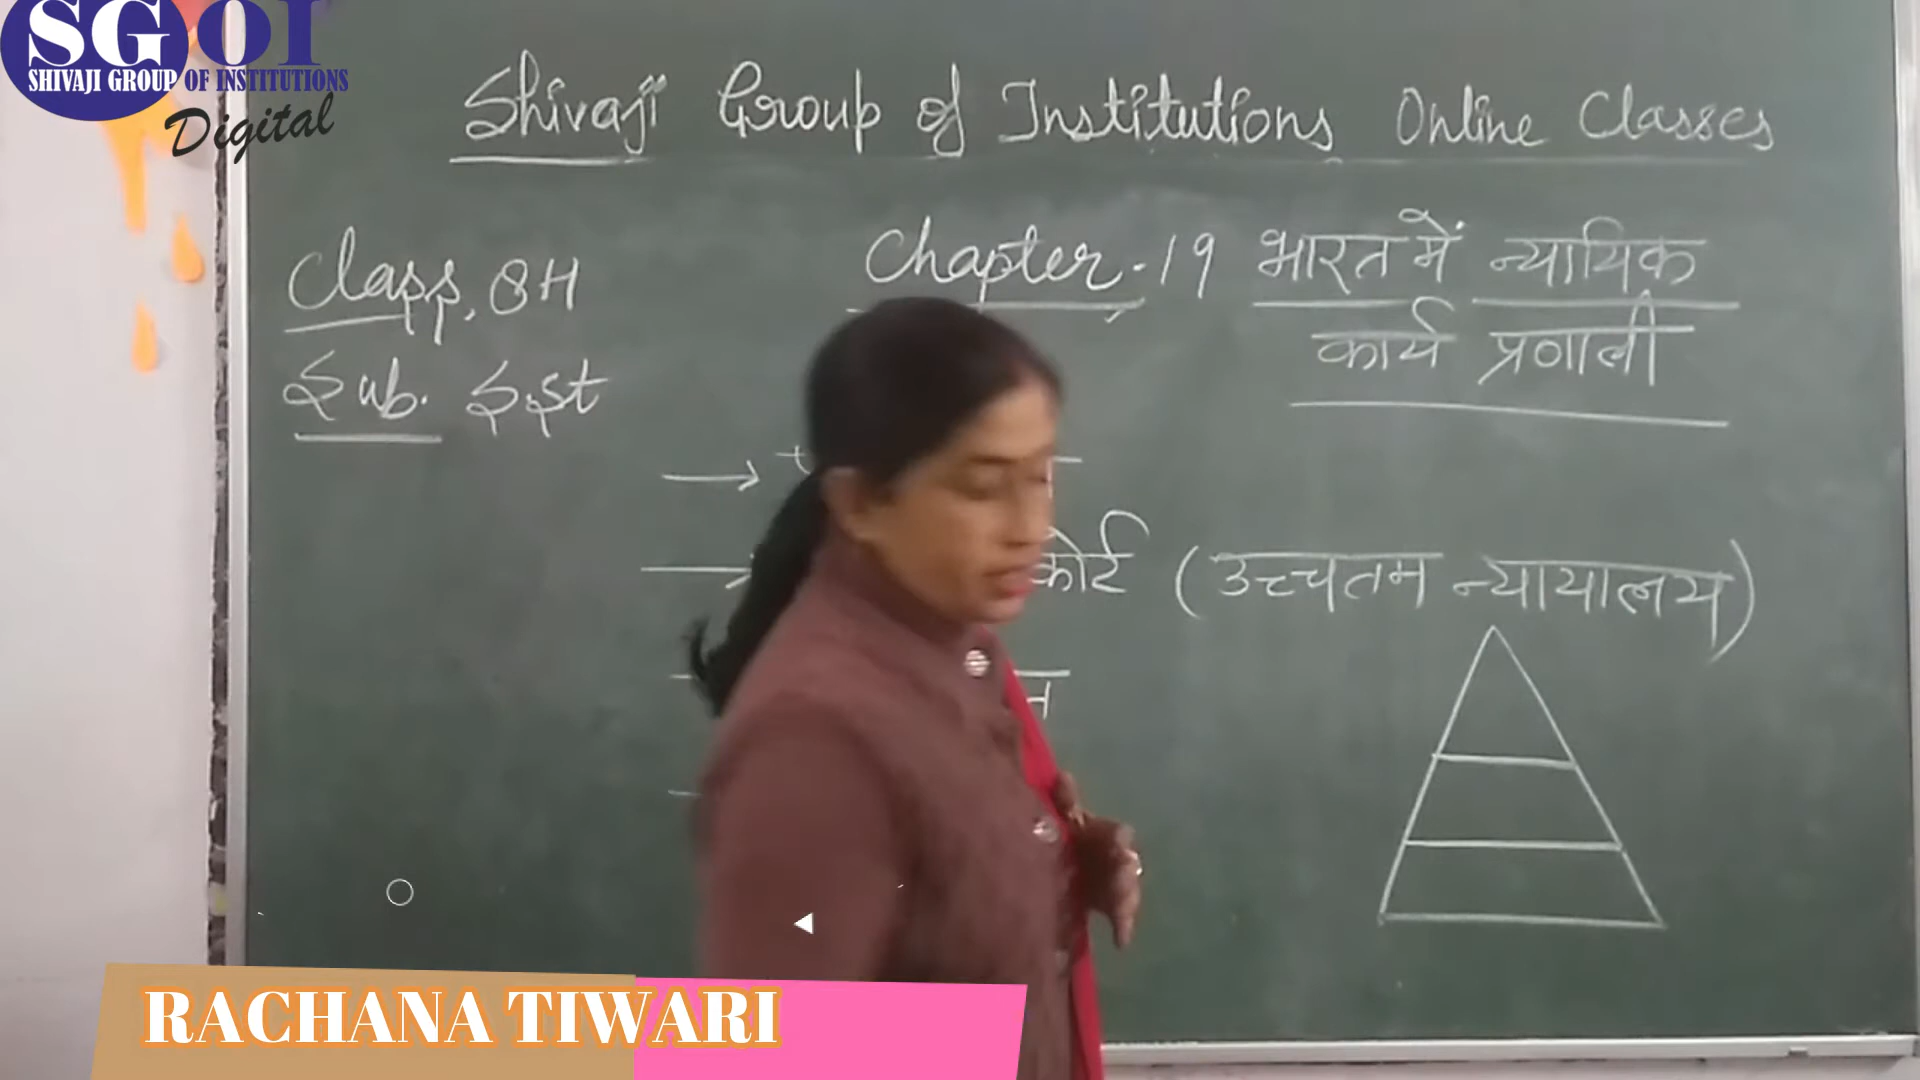 SGOI
SHIVAJI GROUP OF INSTITUTIONS
Digital
Shivaji Group of Institutions Online Classes
Class. 8H
Sub. S.St
Chapter-19 भारत में न्यायिक
कार्य प्रणाली
कोर्ट (उच्चतम न्यायालय)
RACHANA TIWARI